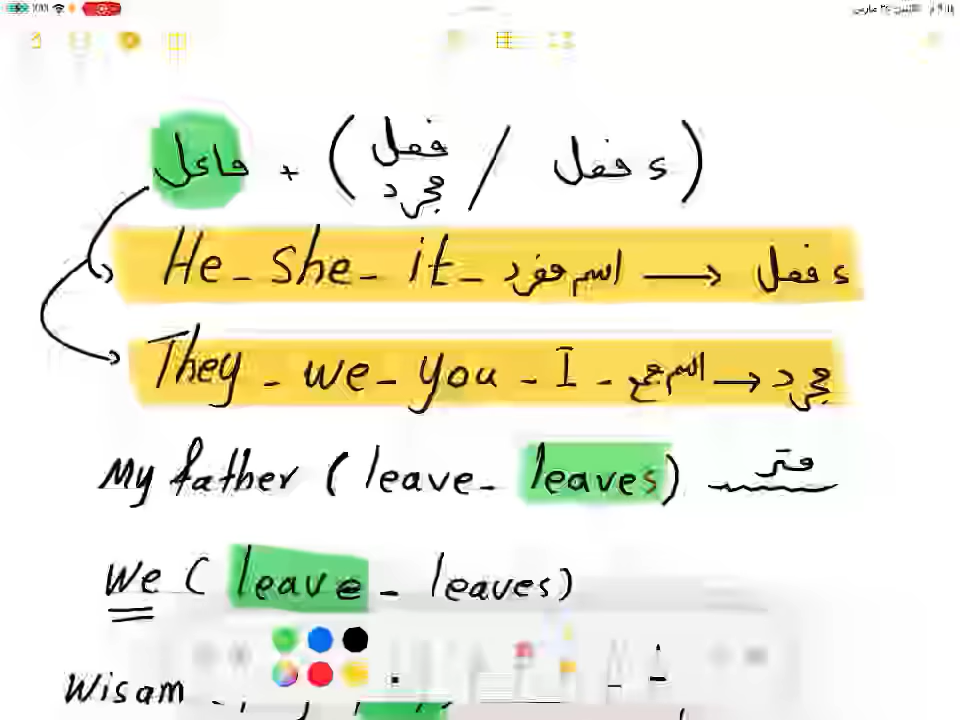 فاعل + (فعل مجرد / فعل s)
He - she - it - اسم مفرد → فعل s
They - we - you - I - اسم جمع → مجرد
My father (leave - leaves)
We (leave - leaves)
Wisam